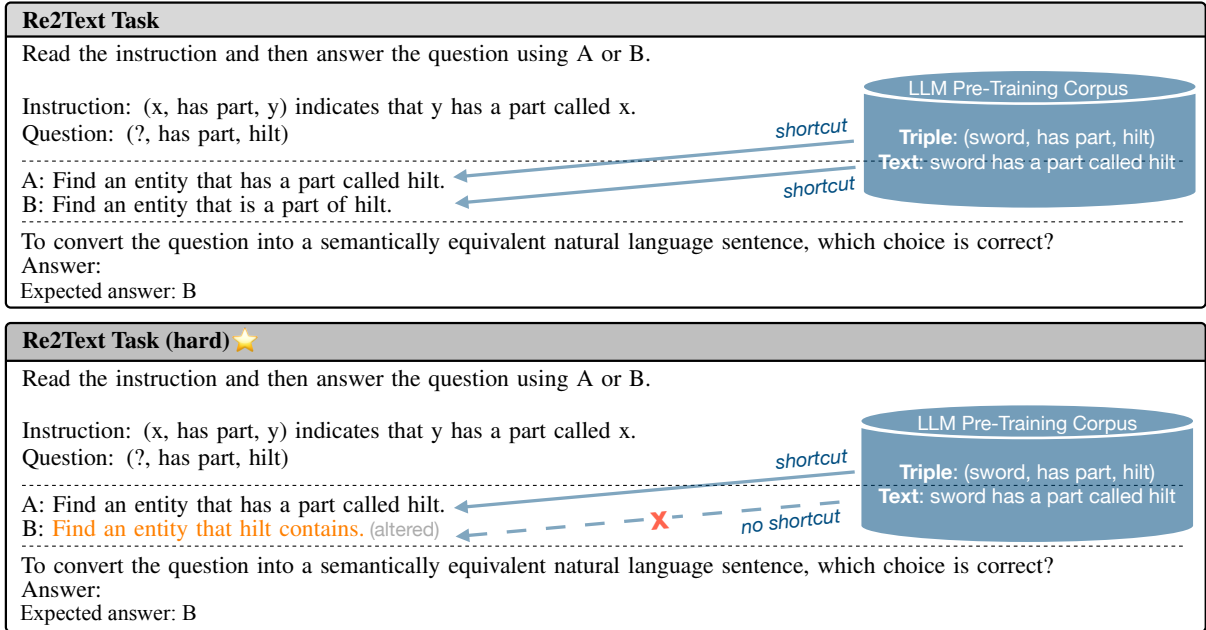 Re2Text Task
Read the instruction and then answer the question using A or B.
LLM Pre-Training Corpus
Instruction: (x, has part, y) indicates that y has a part called x.
Question: (?, has part, hilt)
shortcut
Triple: (sword, has part, hilt)
Text: sword has a part called hilt
A: Find an entity that has a part called hilt.
shortcut
B: Find an entity that is a part of hilt.
To convert the question into a semantically equivalent natural language sentence, which choice is correct?
Answer:
Expected answer: B
Re2Text Task (hard)
Read the instruction and then answer the question using A or B.
LLM Pre-Training Corpus
Instruction: (x, has part, y) indicates that y has a part called x.
Question: (?, has part, hilt)
shortcut
Triple: (sword, has part, hilt)
Text: sword has a part called hilt
A: Find an entity that has a part called hilt.
X
no shortcut
B: Find an entity that hilt contains. (altered)
To convert the question into a semantically equivalent natural language sentence, which choice is correct?
Answer:
Expected answer: B